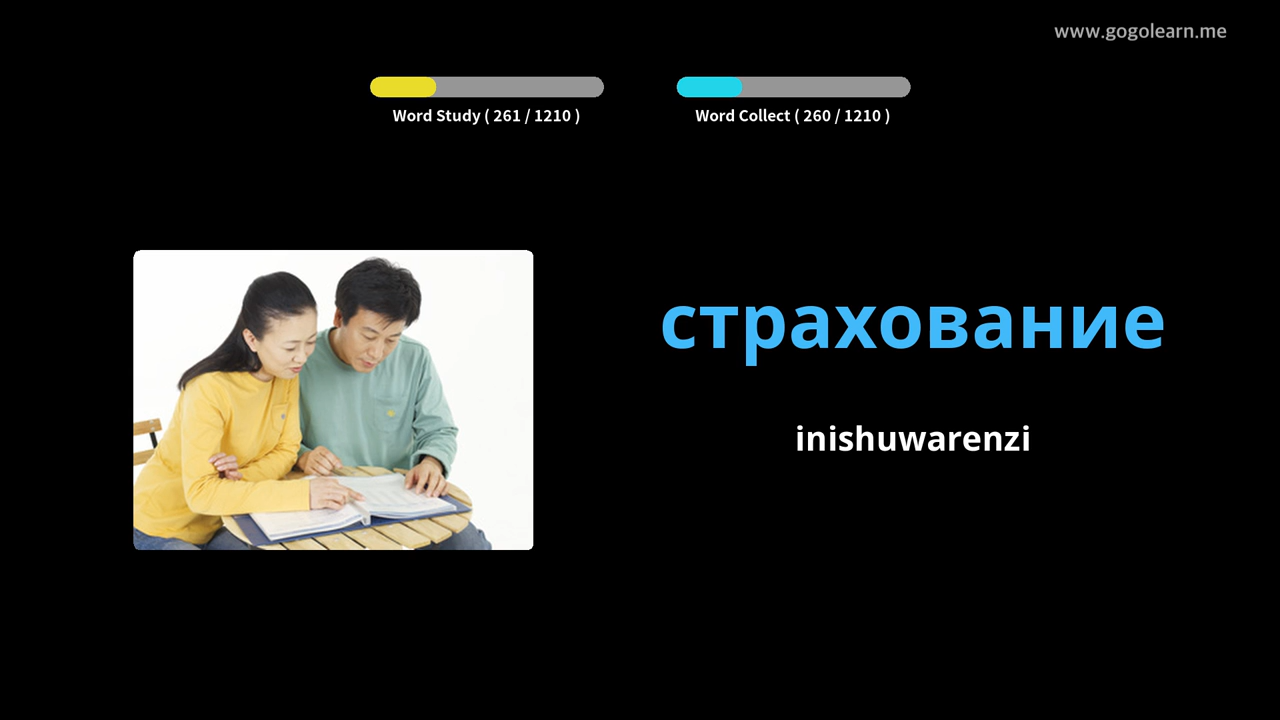 www.gogolearn.me
Word Study ( 261 / 1210 )
Word Collect ( 260 / 1210 )
страхование
inishuwarenzi